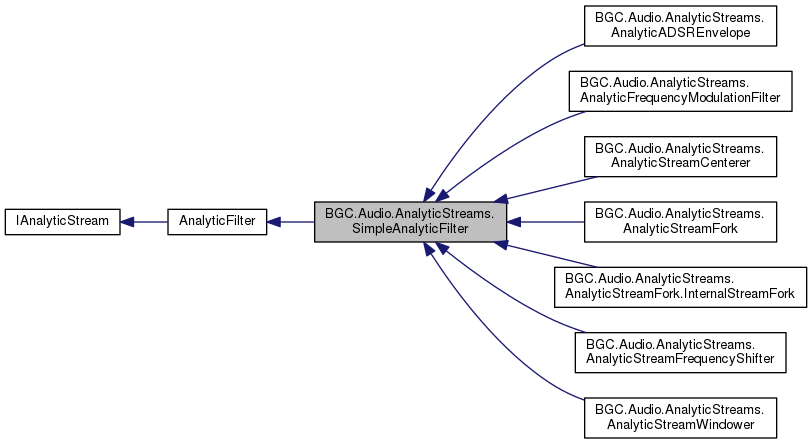 BGC.Audio.AnalyticStreams.
AnalyticADSREnvelope
BGC.Audio.AnalyticStreams.
AnalyticFrequencyModulationFilter
BGC.Audio.AnalyticStreams.
AnalyticStreamCenterer
IAnalyticStream
AnalyticFilter
BGC.Audio.AnalyticStreams.
SimpleAnalyticFilter
BGC.Audio.AnalyticStreams.
AnalyticStreamFork
BGC.Audio.AnalyticStreams.
AnalyticStreamFork.InternalStreamFork
BGC.Audio.AnalyticStreams.
AnalyticStreamFrequencyShifter
BGC.Audio.AnalyticStreams.
AnalyticStreamWindower